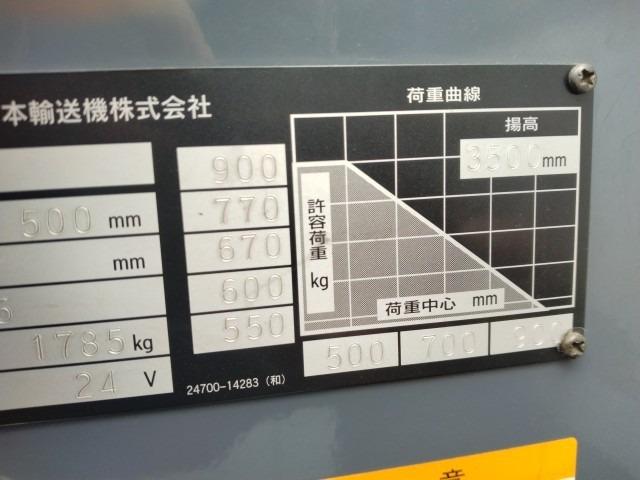 本輸送機株式会社
荷重曲線
揚高
3500mm
900
500 mm
770
mm
670
許容荷重
kg
600
荷重中心 mm
1785kg
550
500
700
900
24 V
24700-14283 (和)